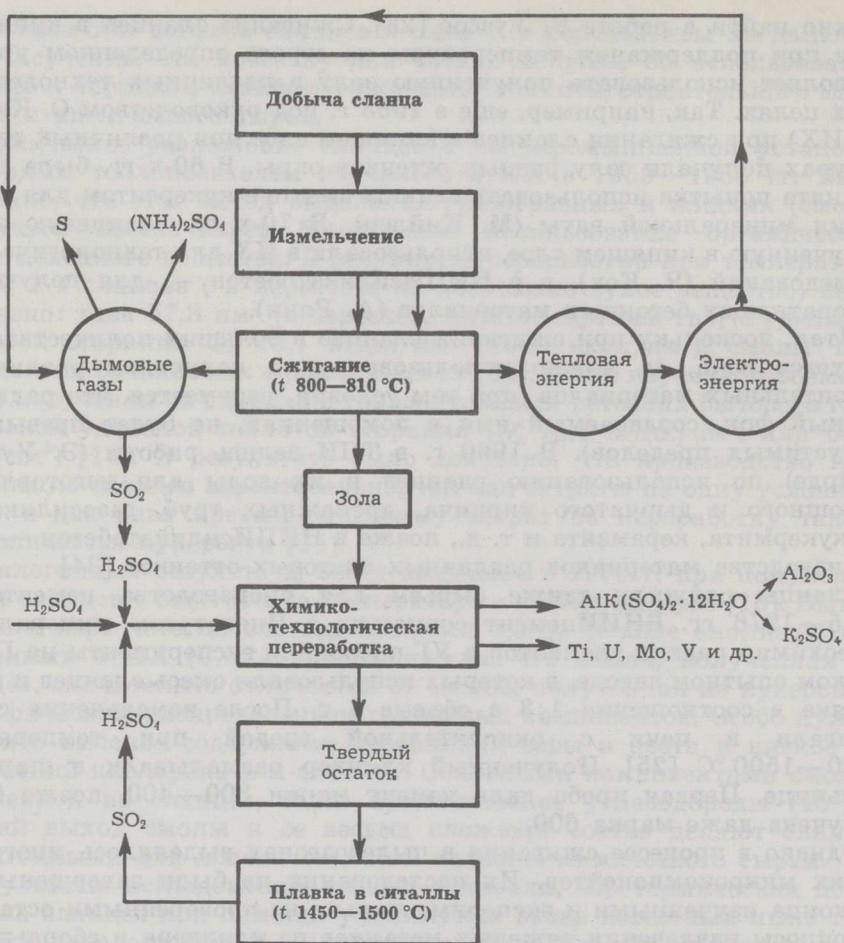 Добыча сланца
S
(NH₄)₂SO₄
Измельчение
Дымовые
газы
Сжигание
(t 800—810 °C)
Тепловая
энергия
Электро-
энергия
SO₂
Зола
H₂SO₄
H₂SO₄
Химико-
технологическая
переработка
AlK(SO₄)₂·12H₂O
Al₂O₃
K₂SO₄
Ti, U, Mo, V и др.
H₂SO₄
Твердый
остаток
SO₂
Плавка в ситаллы
(t 1450—1500 °C)